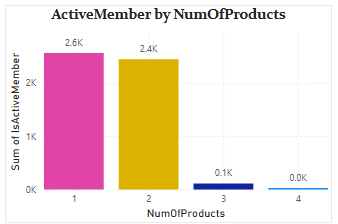 ActiveMember by NumOfProducts
Sum of IsActiveMember
2K
1K
0K
2.6K
2.4K
0.1K
0.0K
1
2
3
4
NumOfProducts